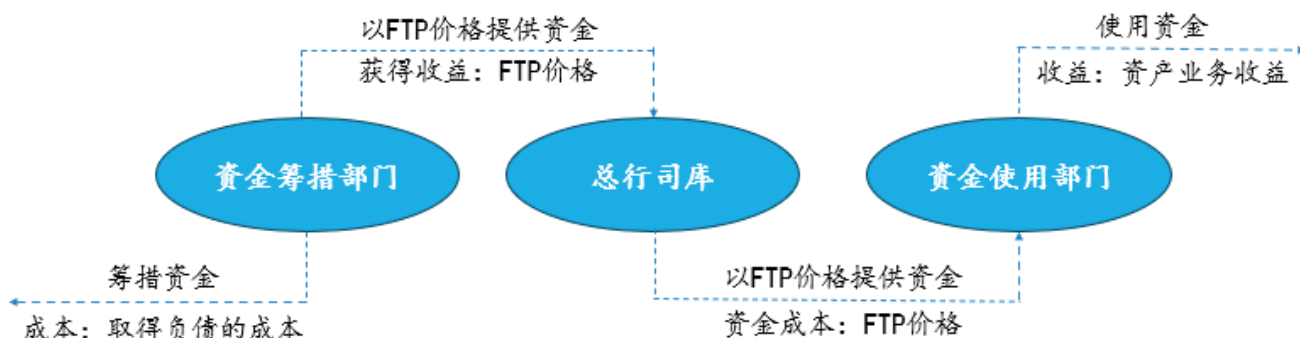 以FTP价格提供资金
获得收益：FTP价格
使用资金
收益：资产业务收益
资金筹措部门
总行司库
资金使用部门
筹措资金
成本：取得负债的成本
以FTP价格提供资金
资金成本：FTP价格